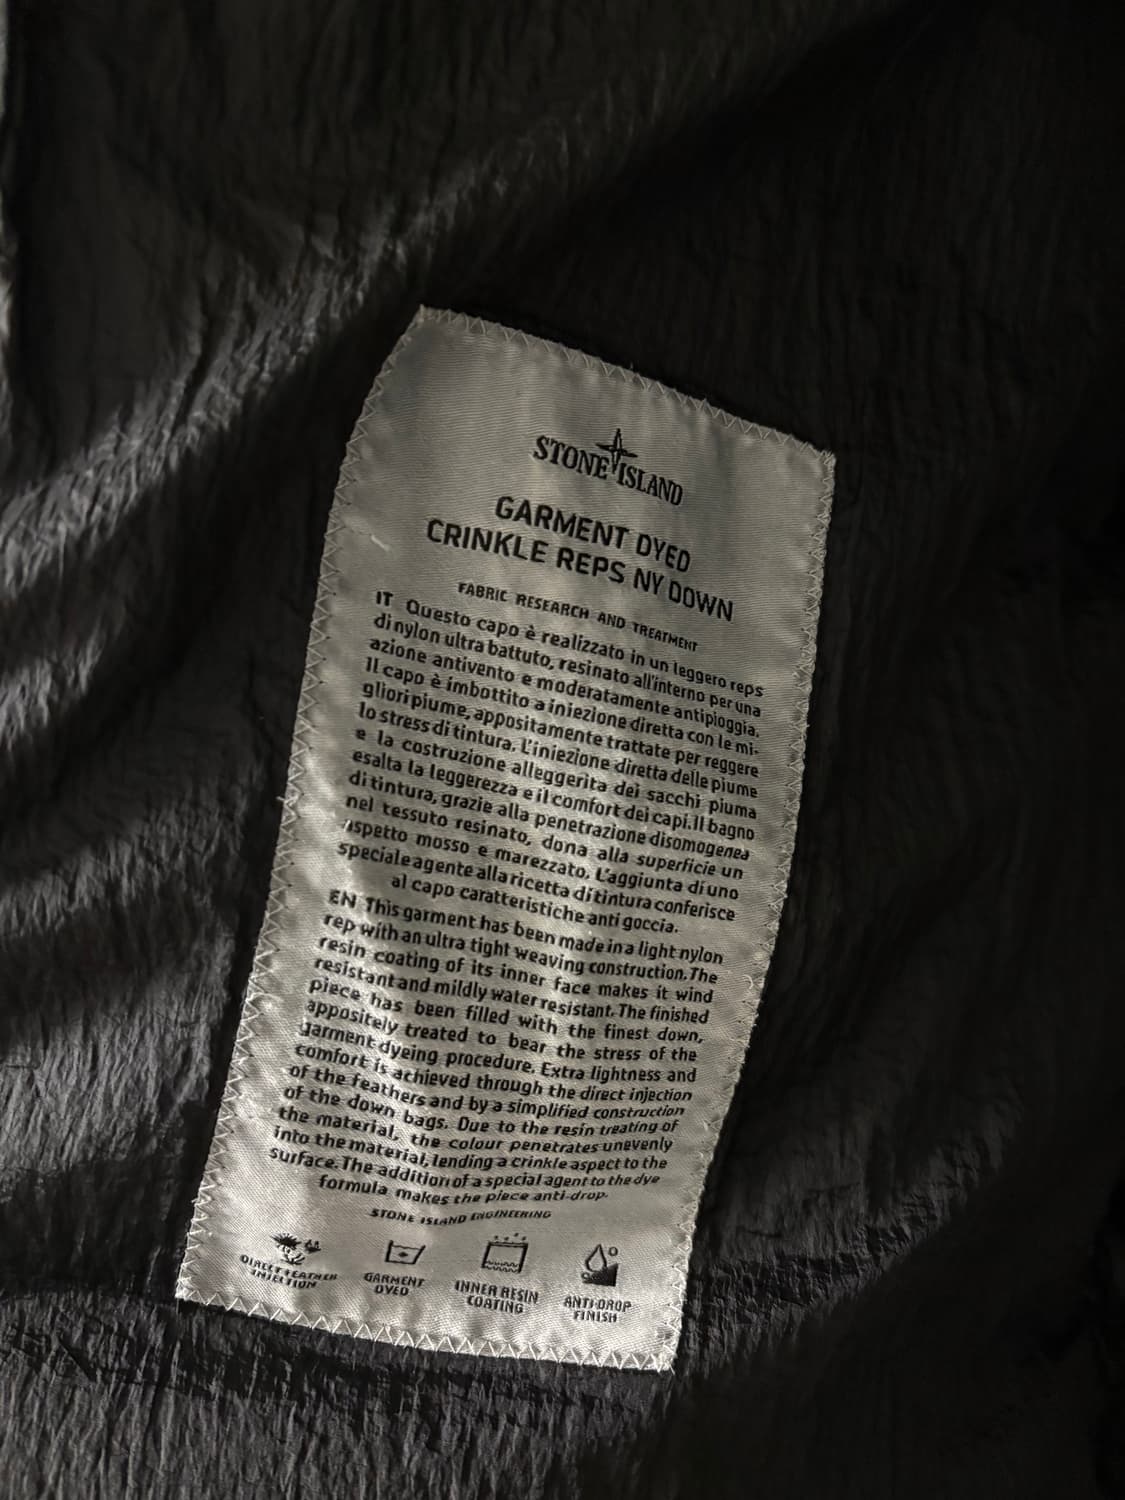 STONE ISLAND
GARMENT DYED
CRINKLE REPS NY DOWN
FABRIC RESEARCH AND TREATMENT
IT Questo capo è realizzato in un leggero reps
di nylon ultra battuto, resinato all'interno per una
azione antivento e moderatamente antipioggia.
Il capo è imbottito a iniezione diretta con le mi-
gliori piume, appositamente trattate per reggere
lo stress di tintura. L'iniezione diretta delle piume
e la costruzione alleggerita dei sacchi piuma
esalta la leggerezza e il comfort dei capi. Il bagno
di tintura, grazie alla penetrazione disomogenea
nel tessuto resinato, dona alla superficie un
aspetto mosso e marezzato. L'aggiunta di uno
speciale agente alla ricetta di tintura conferisce
al capo caratteristiche anti goccia.
EN This garment has been made in a light nylon
rep with an ultra tight weaving construction. The
resin coating of its inner face makes it wind
resistant and mildly water resistant. The finished
piece has been filled with the finest down,
appositely treated to bear the stress of the
garment dyeing procedure. Extra lightness and
comfort is achieved through the direct injection
of the feathers and by a simplified construction
of the down bags. Due to the resin treating of
the material, the colour penetrates unevenly
into the material, lending a crinkle aspect to the
surface. The addition of a special agent to the dye
formula makes the piece anti-drop.
STONE ISLAND ENGINEERING
DIRECT FEATHER
INJECTION
GARMENT
DYED
INNER RESIN
COATING
ANTI-DROP
FINISH